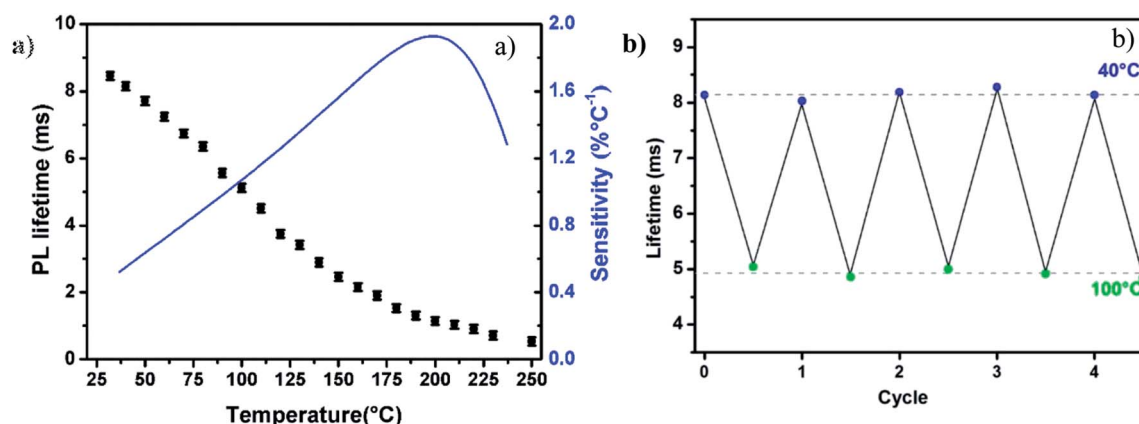 a)
a)
PL lifetime (ms)
10
8
6
4
2
0
25 50 75 100 125 150 175 200 225 250
Temperature(°C)
2.0
1.6
1.2
0.8
0.4
0.0
Sensitivity (%°C⁻¹)
b)
b)
Lifetime (ms)
9
8
7
6
5
4
40°C
100°C
0 1 2 3 4
Cycle